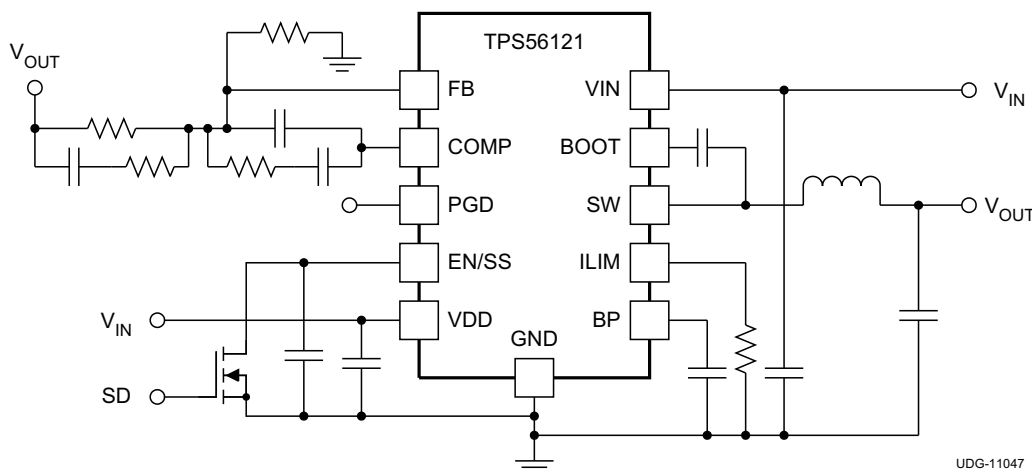 TPS56121
VOUT
FB
VIN
VIN
COMP
BOOT
PGD
SW
VOUT
EN/SS
ILIM
VIN
VDD
BP
GND
SD
UDG-11047